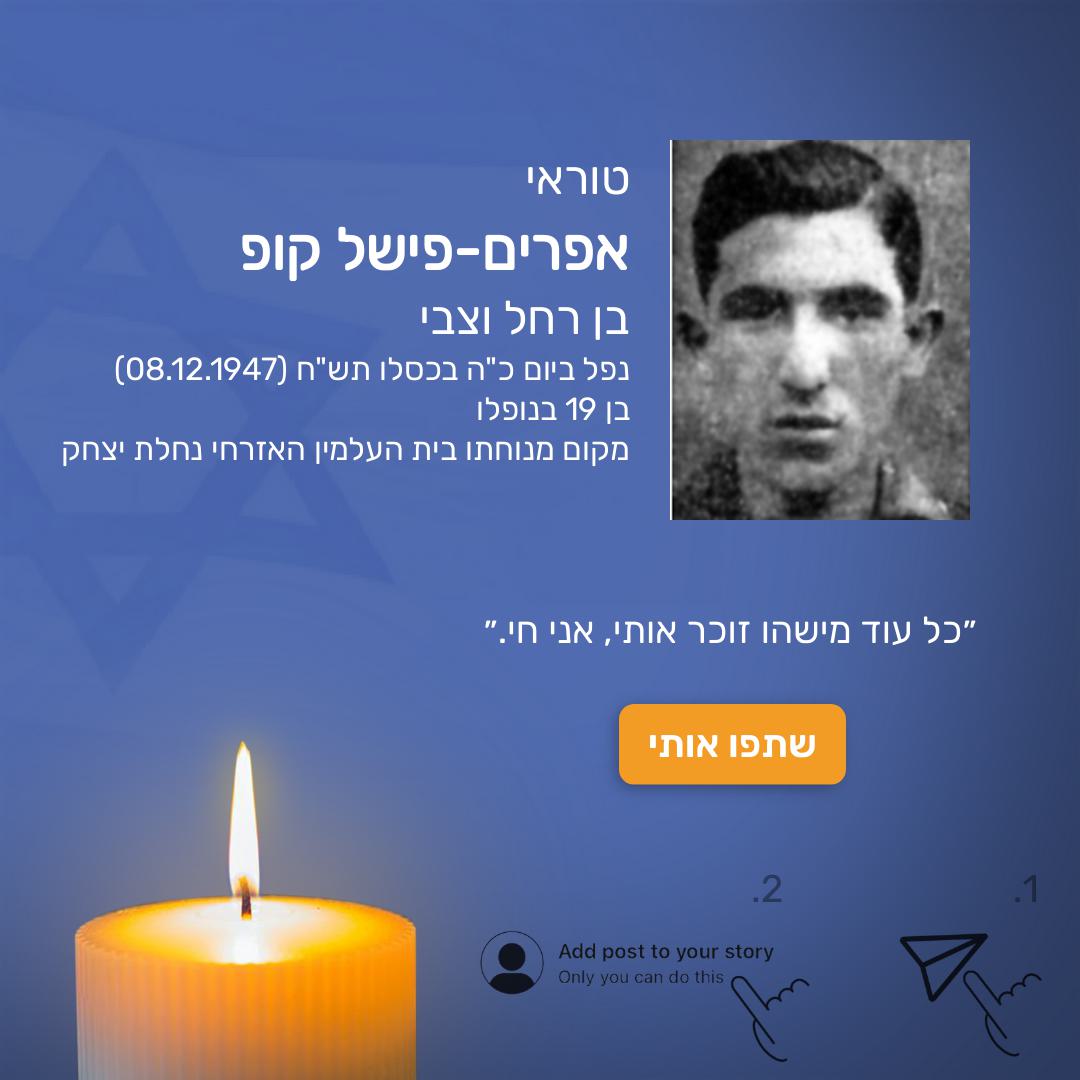 טוראי
אפרים-פישל קופ
בן רחל וצבי
נפל ביום כ"ה בכסלו תש"ח (08.12.1947)
בן 19 בנופלו
מקום מנוחתו בית העלמין האזרחי נחלת יצחק
״כל עוד מישהו זוכר אותי, אני חי.״
שתפו אותי
.1
.2
Add post to your story
Only you can do this